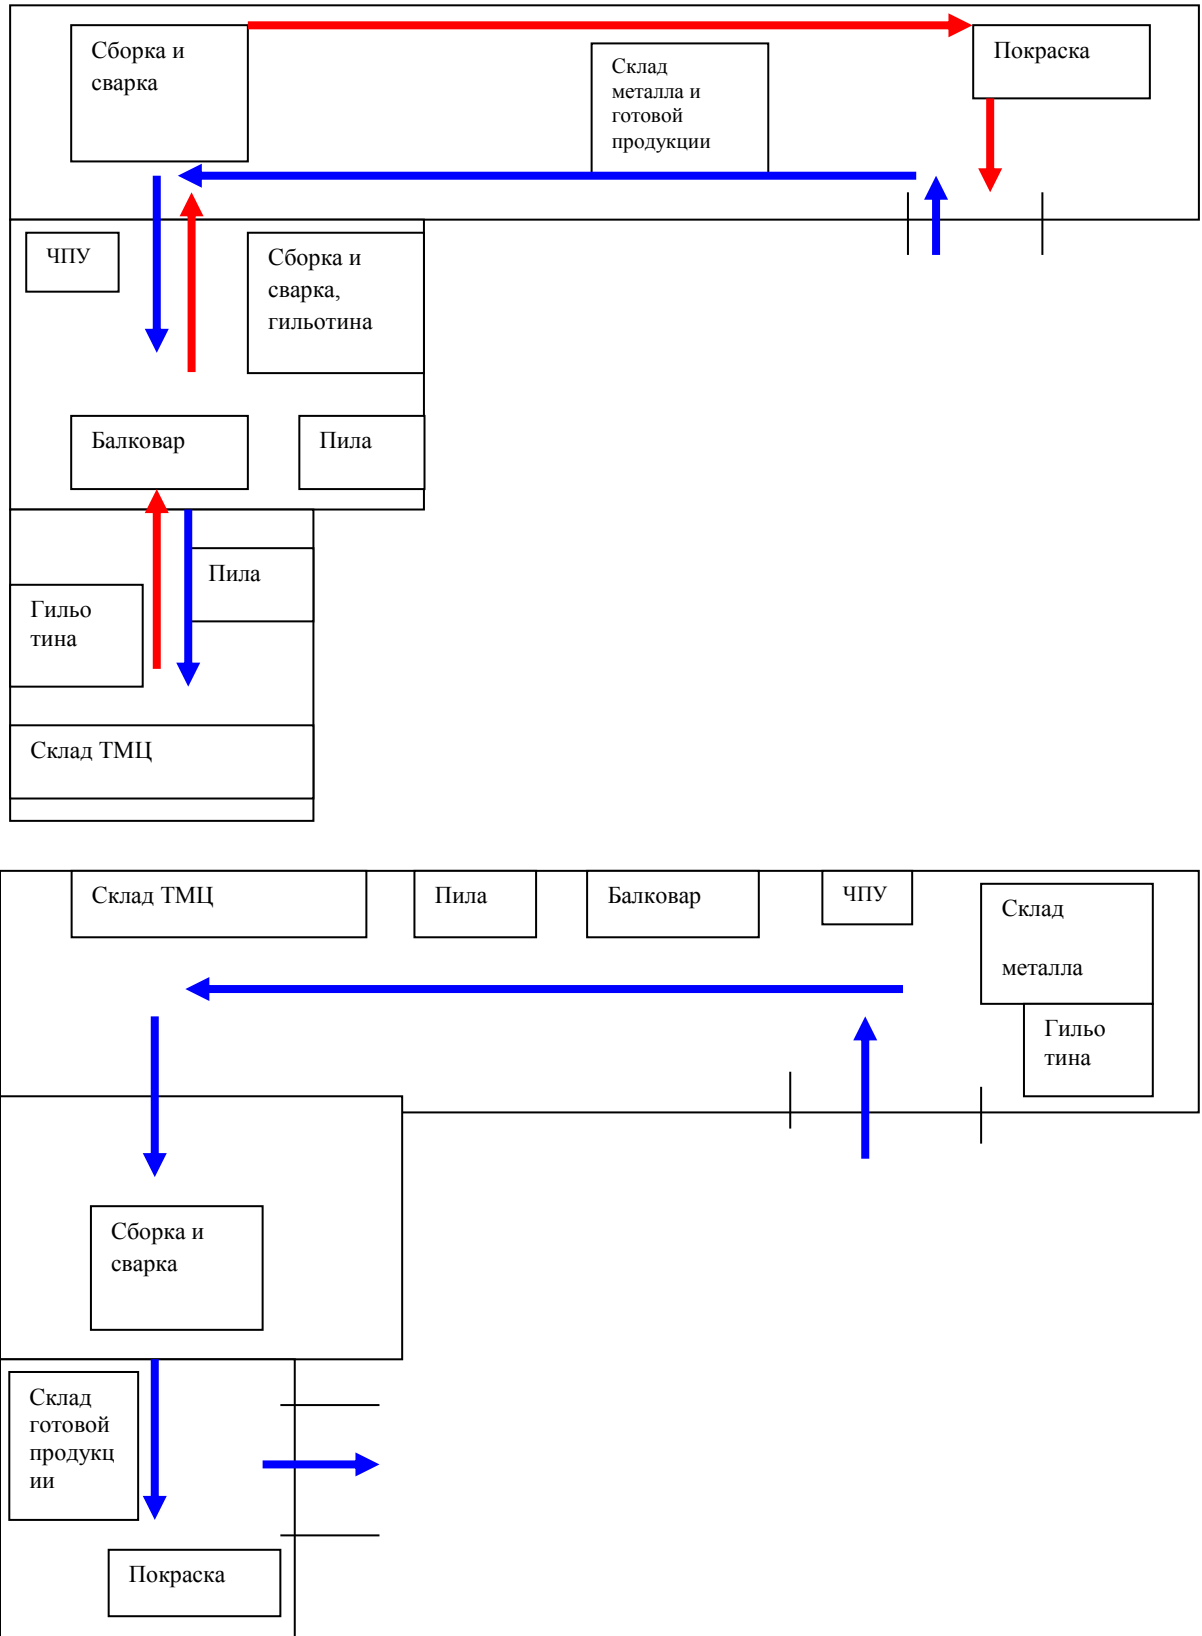 Сборка и
сварка
Склад
металла и
готовой
продукции
Покраска
ЧПУ
Сборка и
сварка,
гильотина
Балковар
Пила
Пила
Гильо
тина
Склад ТМЦ
Склад ТМЦ
Пила
Балковар
ЧПУ
Склад
металла
Гильо
тина
Сборка и
сварка
Склад
готовой
продукц
ии
Покраска